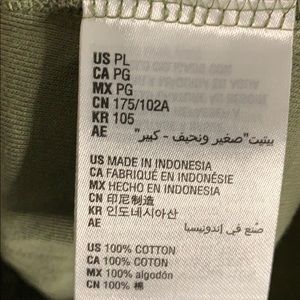 US PL
CA PG
MX PG
CN 175/102A
KR 105
AE بيتيت"صغير ونحيف - كبير"
US MADE IN INDONESIA
CA FABRIQUÉ EN INDONÉSIE
MX HECHO EN INDONESIA
CN 印尼制造
KR 인도네시아산
AE صنع في اندونيسيا
US 100% COTTON
CA 100% COTON
MX 100% algodón
CN 100% 棉